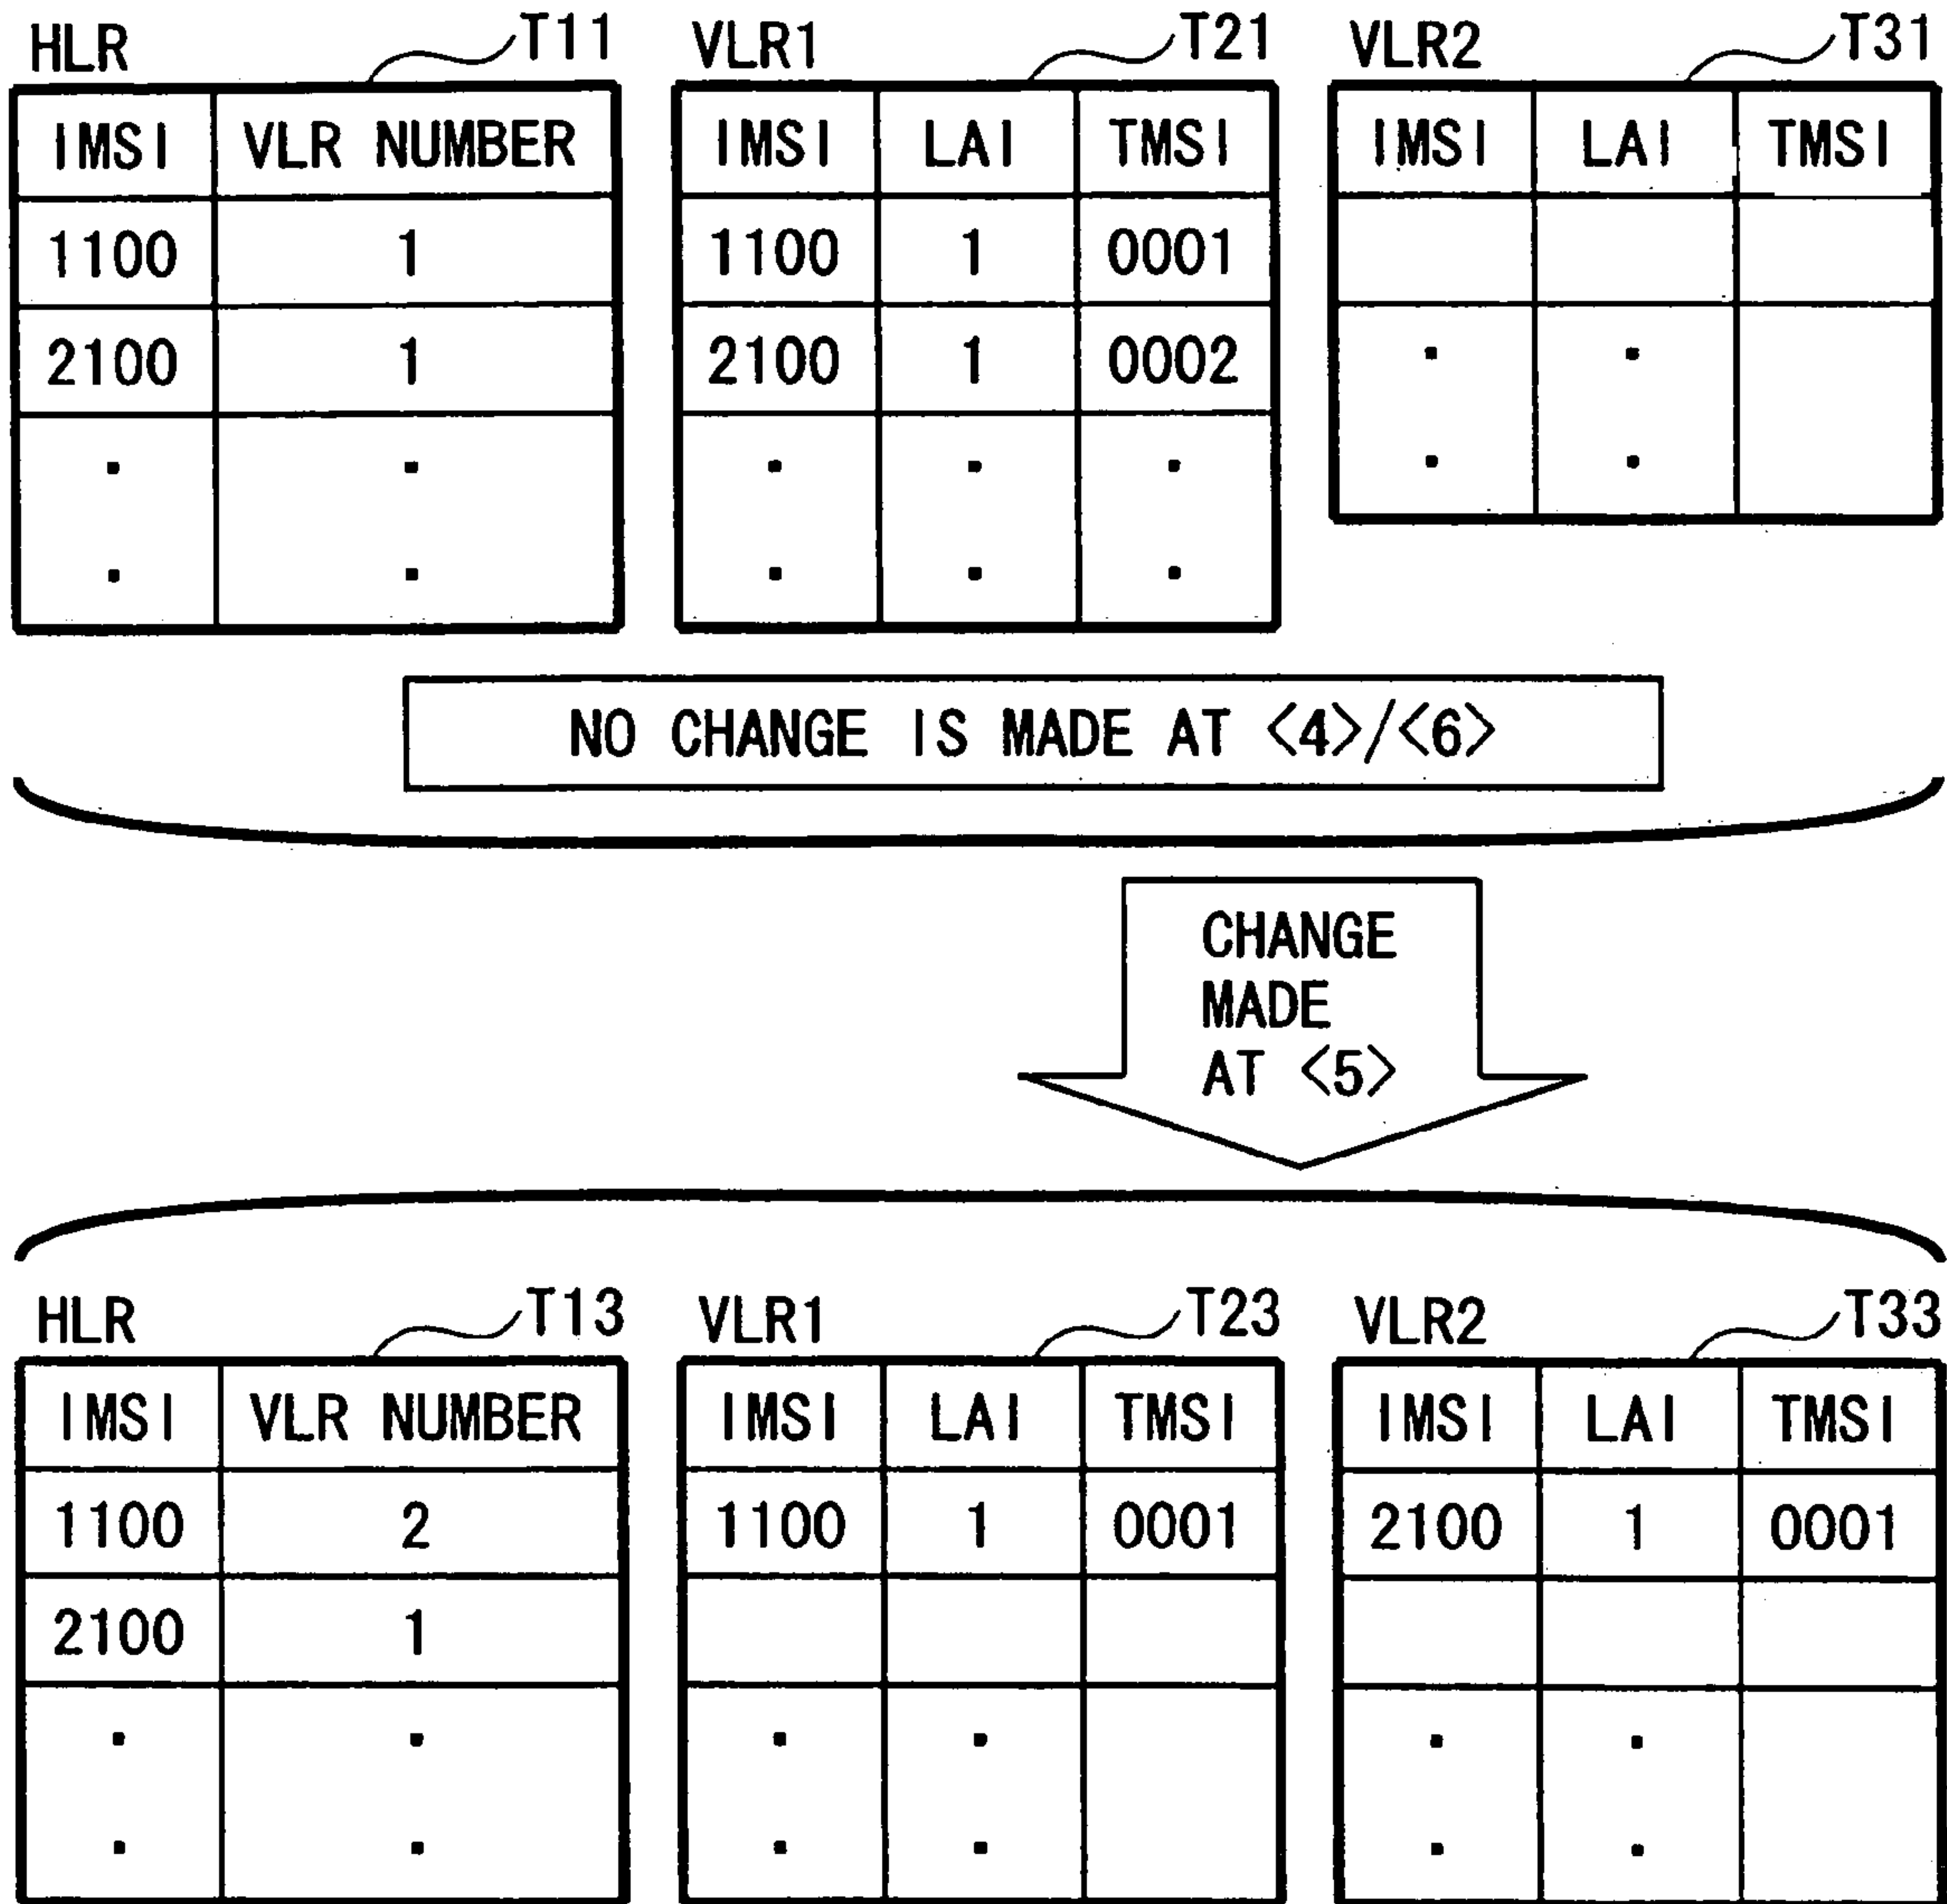 HLR T11 VLR1 T21 VLR2 T31
IMSI VLR NUMBER IMSI LAI TMSI IMSI LAI TMSI
1100 1 1100 1 0001
2100 1 2100 1 0002
NO CHANGE IS MADE AT <4>/<6>
CHANGE
MADE
AT <5>
HLR T13 VLR1 T23 VLR2 T33
IMSI VLR NUMBER IMSI LAI TMSI IMSI LAI TMSI
1100 2 1100 1 0001 2100 1 0001
2100 1